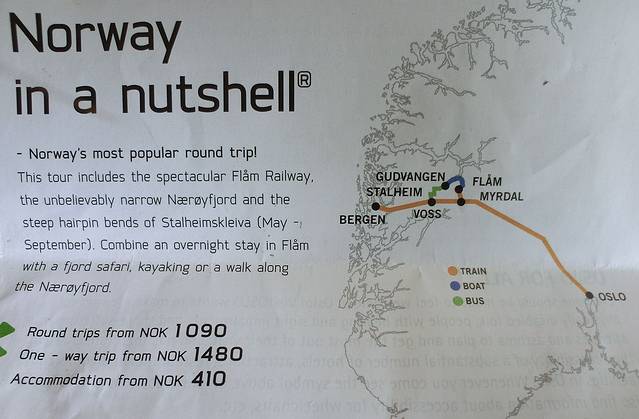 Norway
in a nutshell®
- Norway's most popular round trip!
This tour includes the spectacular Flåm Railway,
the unbelievably narrow Nærøyfjord and the
steep hairpin bends of Stalheimskleiva (May -
September). Combine an overnight stay in Flåm
with a fjord safari, kayaking or a walk along
the Nærøyfjord.
Round trips from NOK 1090
One - way trip from NOK 1480
Accommodation from NOK 410
GUDVANGEN
FLÅM
STALHEIM
MYRDAL
BERGEN
VOSS
TRAIN
BOAT
BUS
OSLO